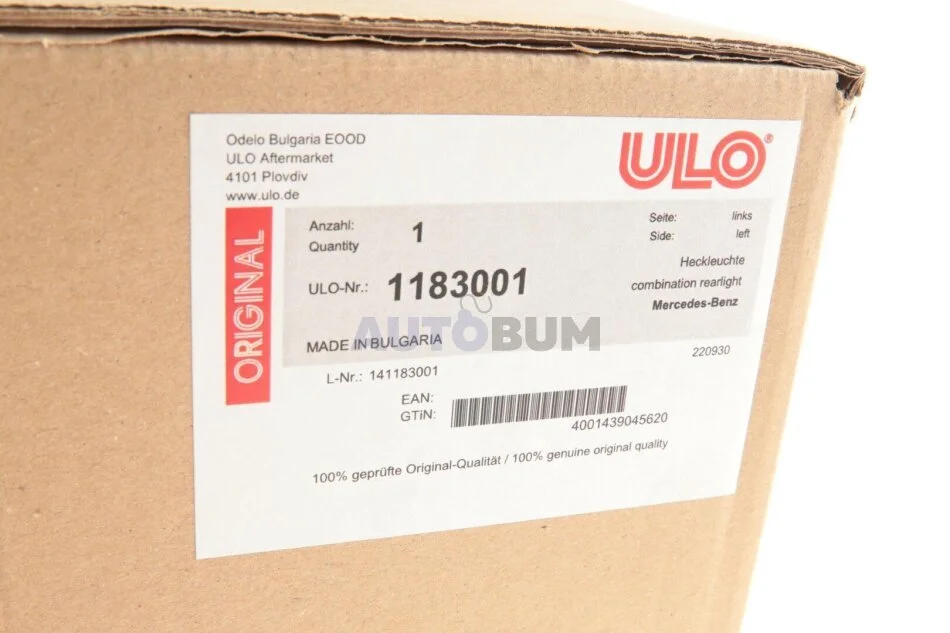 Odelo Bulgaria EOOD
ULO Aftermarket
4101 Plovdiv
www.ulo.de
ULO®
ORIGINAL
Anzahl:
Quantity
1
Seite: links
Side: left
ULO-Nr.: 1183001
Heckleuchte
combination rearlight
Mercedes-Benz
AUTOBUM
MADE IN BULGARIA
220930
L-Nr.: 141183001
EAN:
GTiN:
4001439045620
100% geprüfte Original-Qualität / 100% genuine original quality